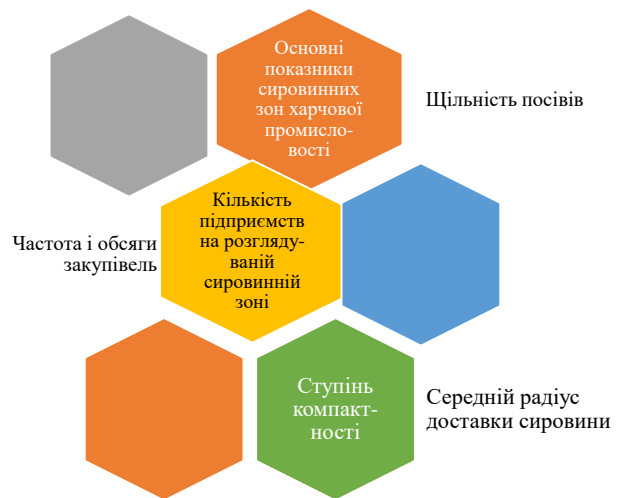 Основні
показники
сировинних
зон харчової
промисло-
вості
Щільність посівів
Кількість
підприємств
на розгляду-
ваній
сировинній
зоні
Частота і обсяги
закупівель
Ступінь
компакт-
ності
Середній радіус
доставки сировини